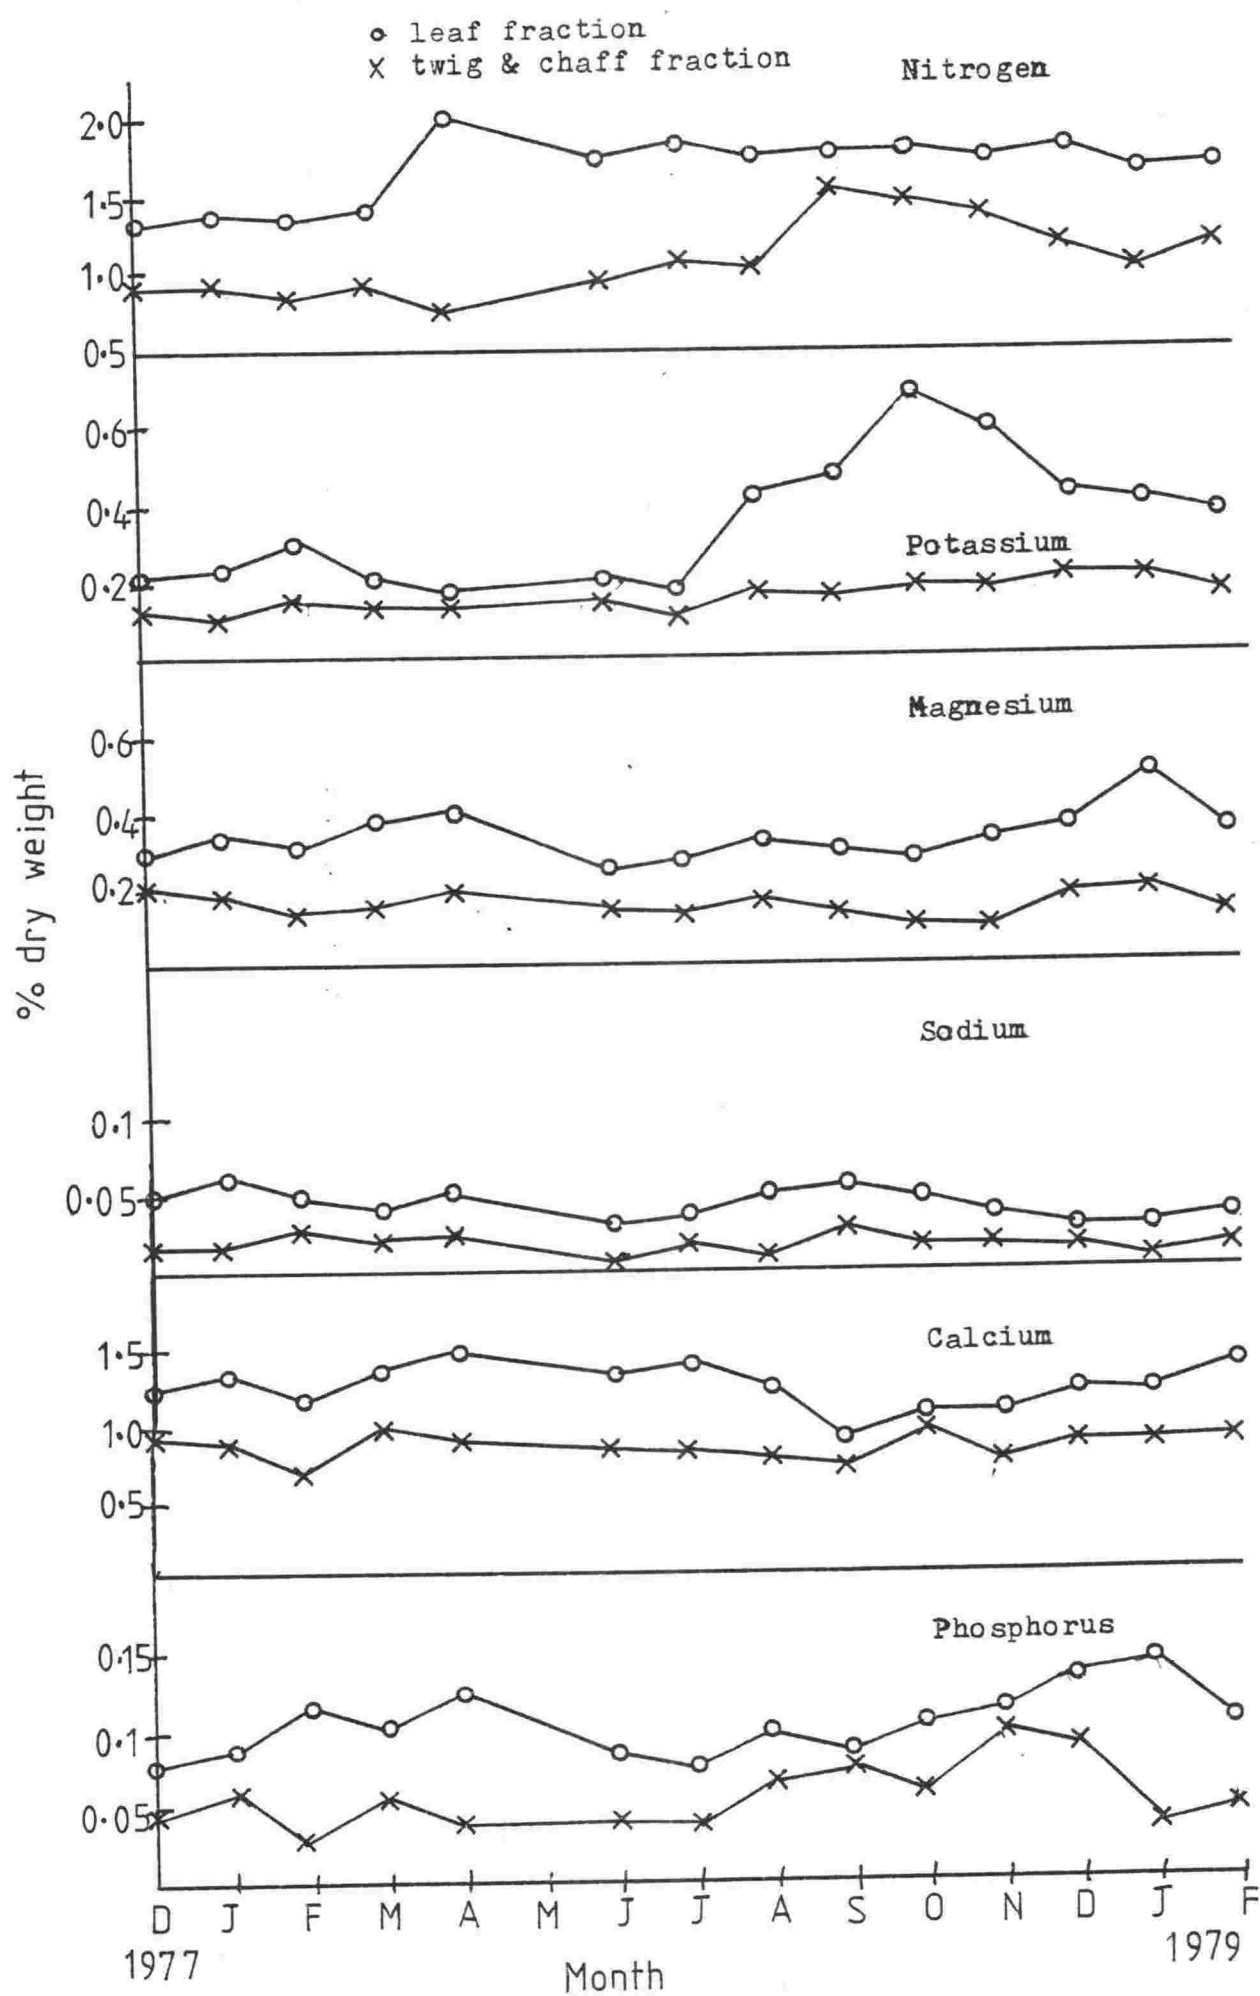 o leaf fraction
x twig & chaff fraction
Nitrogen
2.0
1.5
1.0
0.5
0.6
0.4
0.2
Potassium
Magnesium
0.6
0.4
0.2
% dry weight
Sodium
0.1
0.05
Calcium
1.5
1.0
0.5
Phosphorus
0.15
0.1
0.05
D J F M A M J J A S O N D J F
1977
1979
Month